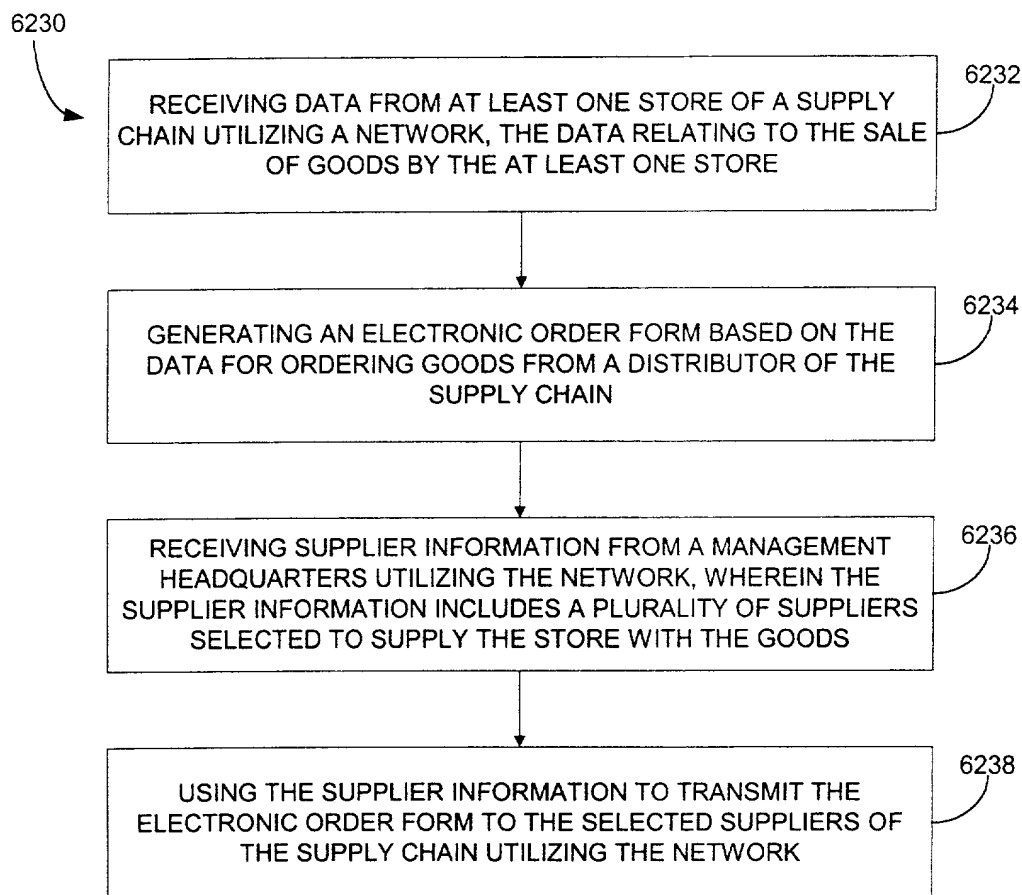 6230
6232
RECEIVING DATA FROM AT LEAST ONE STORE OF A SUPPLY
CHAIN UTILIZING A NETWORK, THE DATA RELATING TO THE SALE
OF GOODS BY THE AT LEAST ONE STORE
6234
GENERATING AN ELECTRONIC ORDER FORM BASED ON THE
DATA FOR ORDERING GOODS FROM A DISTRIBUTOR OF THE
SUPPLY CHAIN
6236
RECEIVING SUPPLIER INFORMATION FROM A MANAGEMENT
HEADQUARTERS UTILIZING THE NETWORK, WHEREIN THE
SUPPLIER INFORMATION INCLUDES A PLURALITY OF SUPPLIERS
SELECTED TO SUPPLY THE STORE WITH THE GOODS
6238
USING THE SUPPLIER INFORMATION TO TRANSMIT THE
ELECTRONIC ORDER FORM TO THE SELECTED SUPPLIERS OF
THE SUPPLY CHAIN UTILIZING THE NETWORK